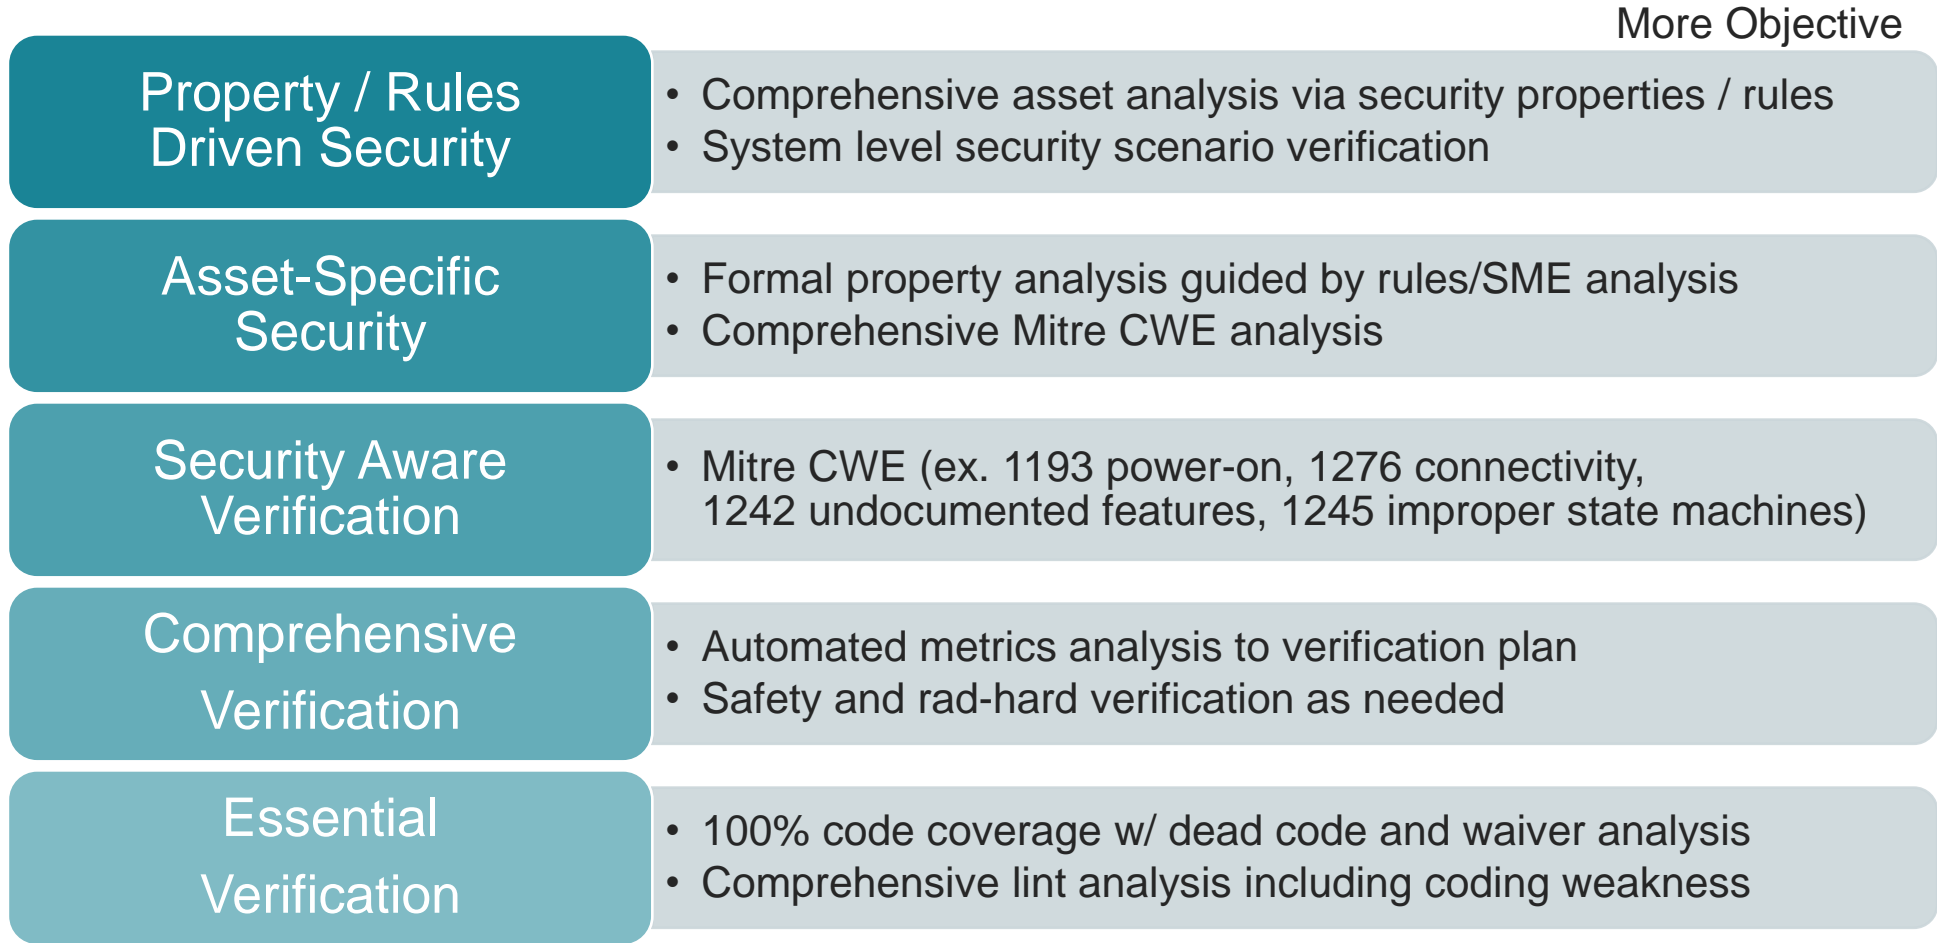 More Objective
Property / Rules
Driven Security
• Comprehensive asset analysis via security properties / rules
• System level security scenario verification
Asset-Specific
Security
• Formal property analysis guided by rules/SME analysis
• Comprehensive Mitre CWE analysis
Security Aware
Verification
• Mitre CWE (ex. 1193 power-on, 1276 connectivity,
1242 undocumented features, 1245 improper state machines)
Comprehensive
Verification
• Automated metrics analysis to verification plan
• Safety and rad-hard verification as needed
Essential
Verification
• 100% code coverage w/ dead code and waiver analysis
• Comprehensive lint analysis including coding weakness